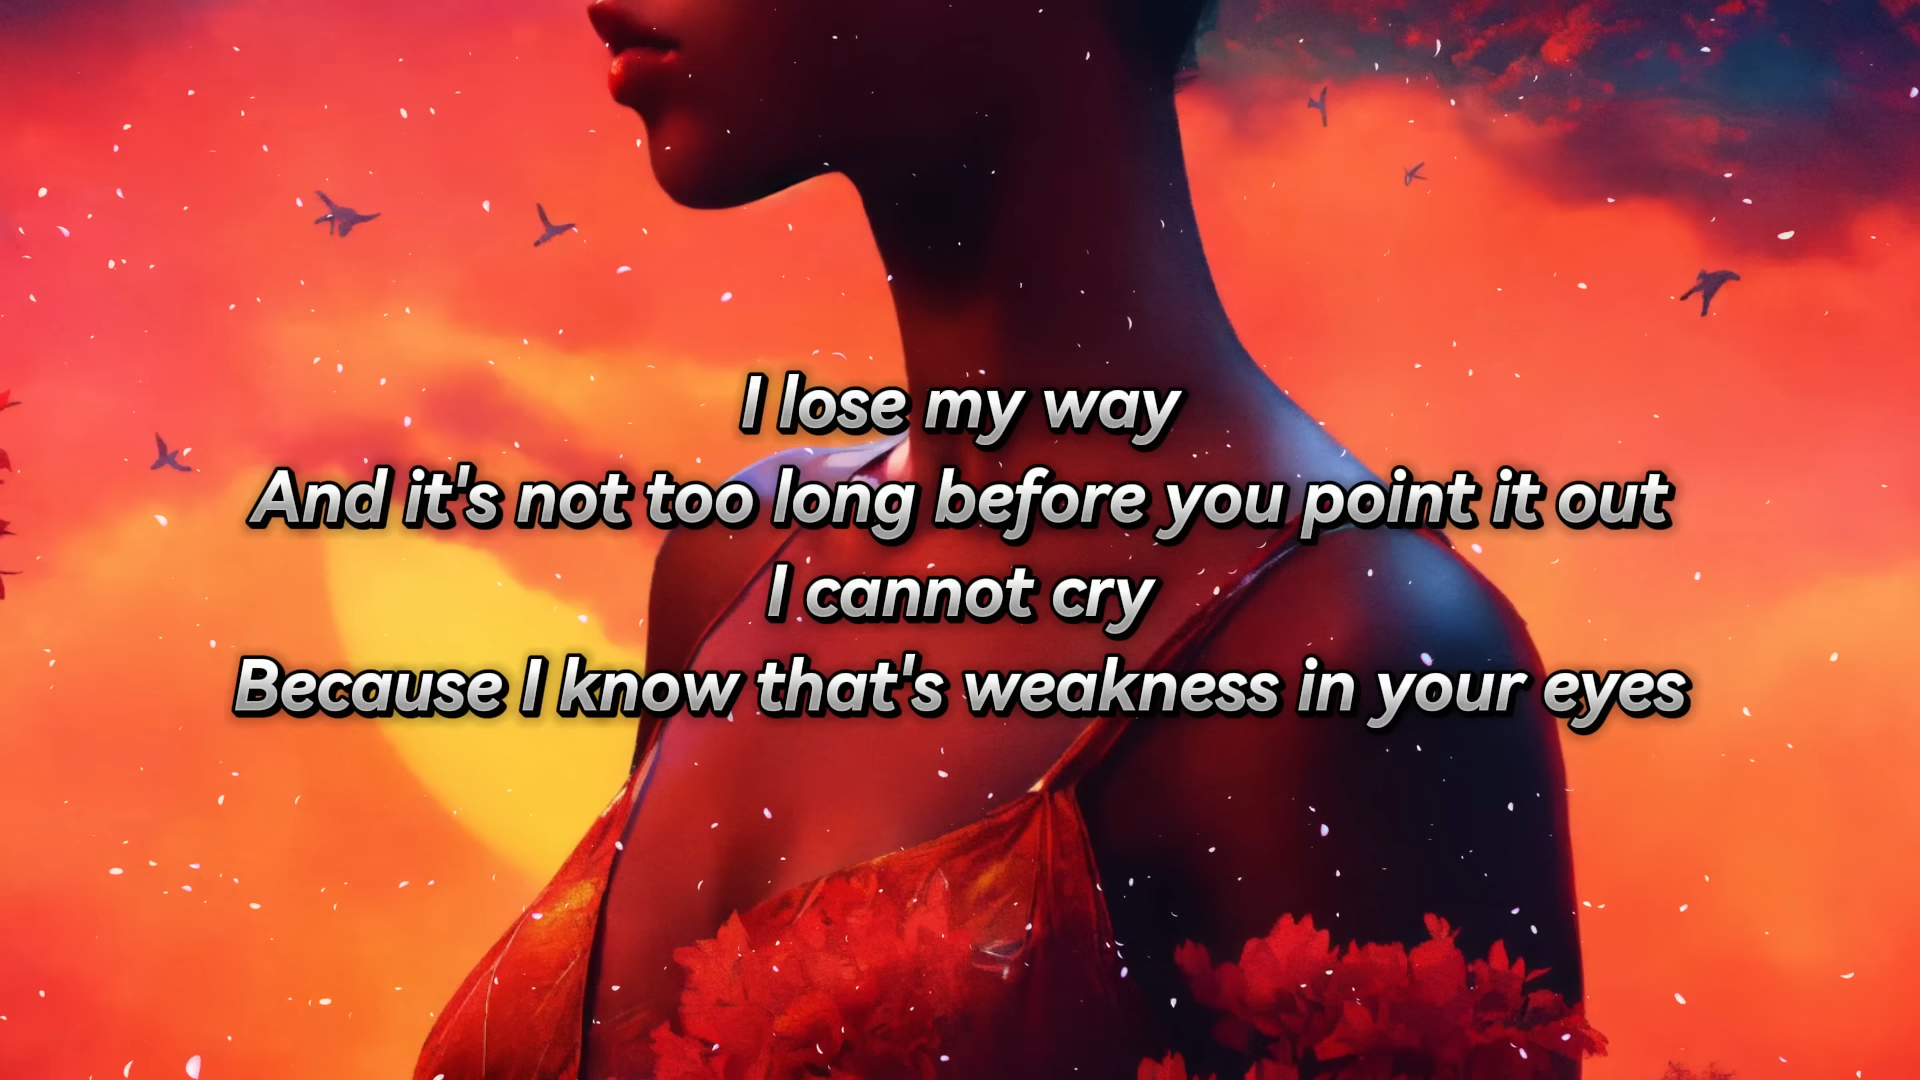 I lose my way
And it's not too long before you point it out
I cannot cry
Because I know that's weakness in your eyes